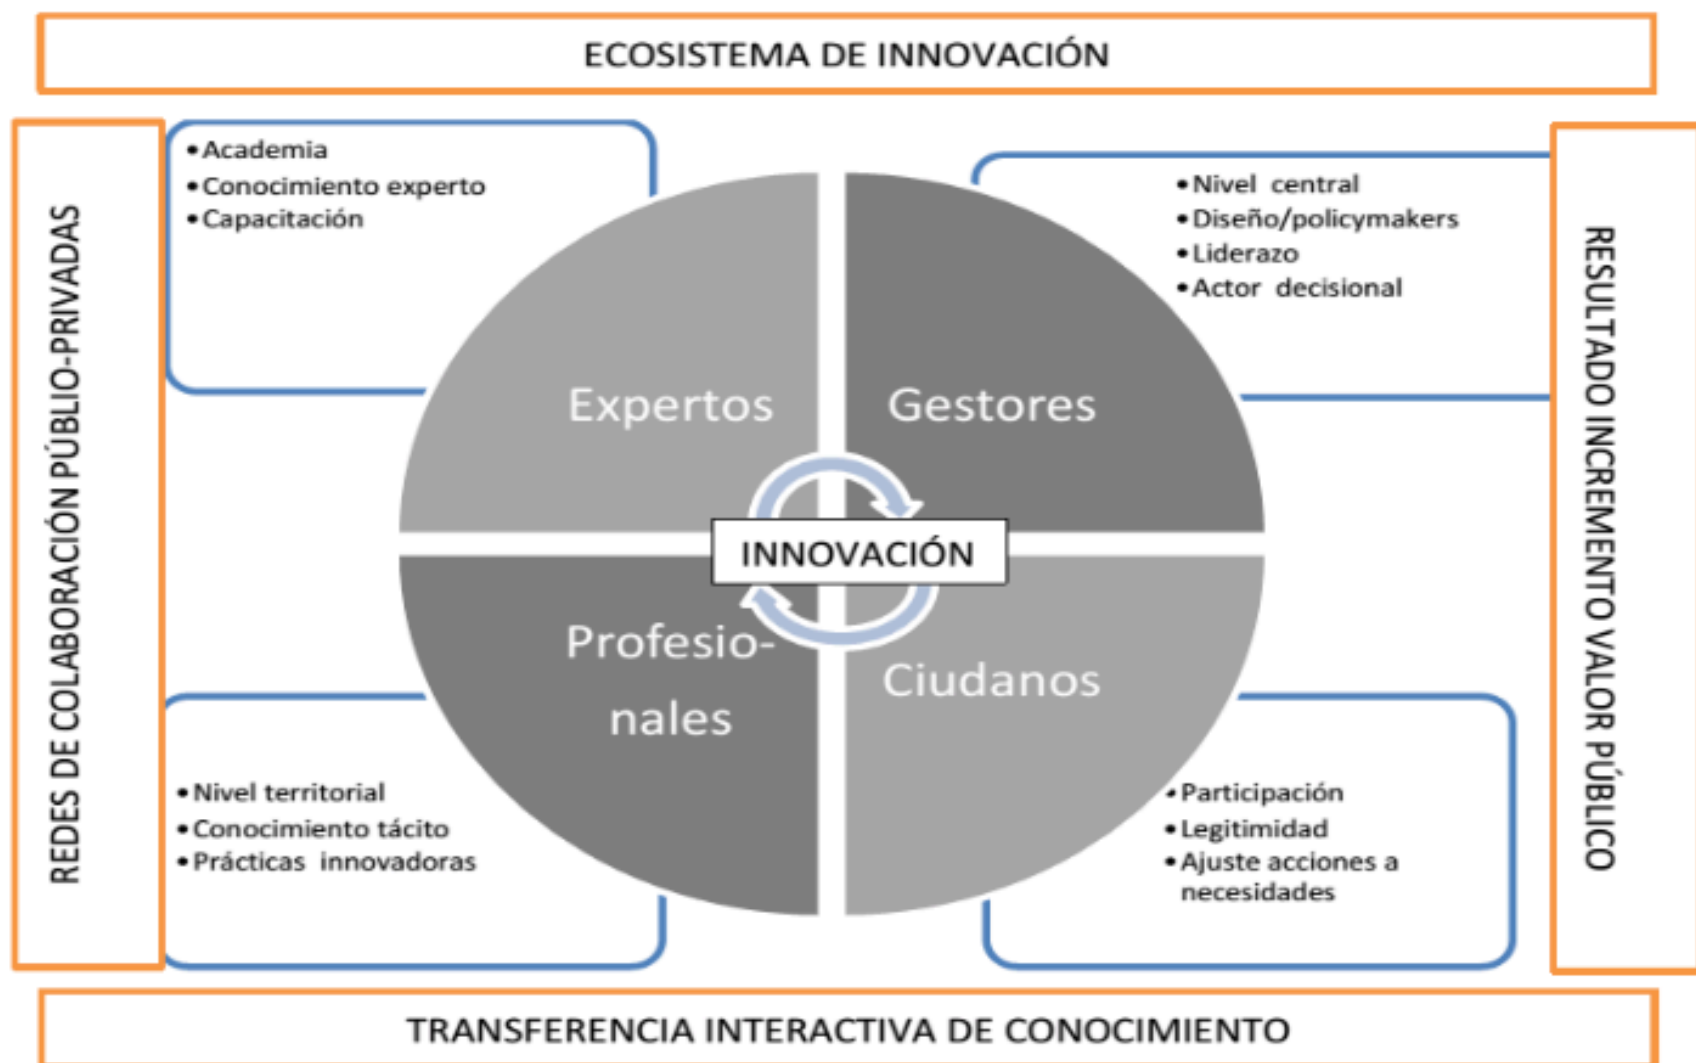 ECOSISTEMA DE INNOVACIÓN
REDES DE COLABORACIÓN PÚBLIO-PRIVADAS
•Academia
•Conocimiento experto
•Capacitación
•Nivel central
•Diseño/policymakers
•Liderazo
•Actor decisional
Expertos
Gestores
INNOVACIÓN
Profesio-
nales
Ciudanos
•Nivel territorial
•Conocimiento tácito
•Prácticas innovadoras
•Participación
•Legitimidad
•Ajuste acciones a
necesidades
RESULTADO INCREMENTO VALOR PÚBLICO
TRANSFERENCIA INTERACTIVA DE CONOCIMIENTO